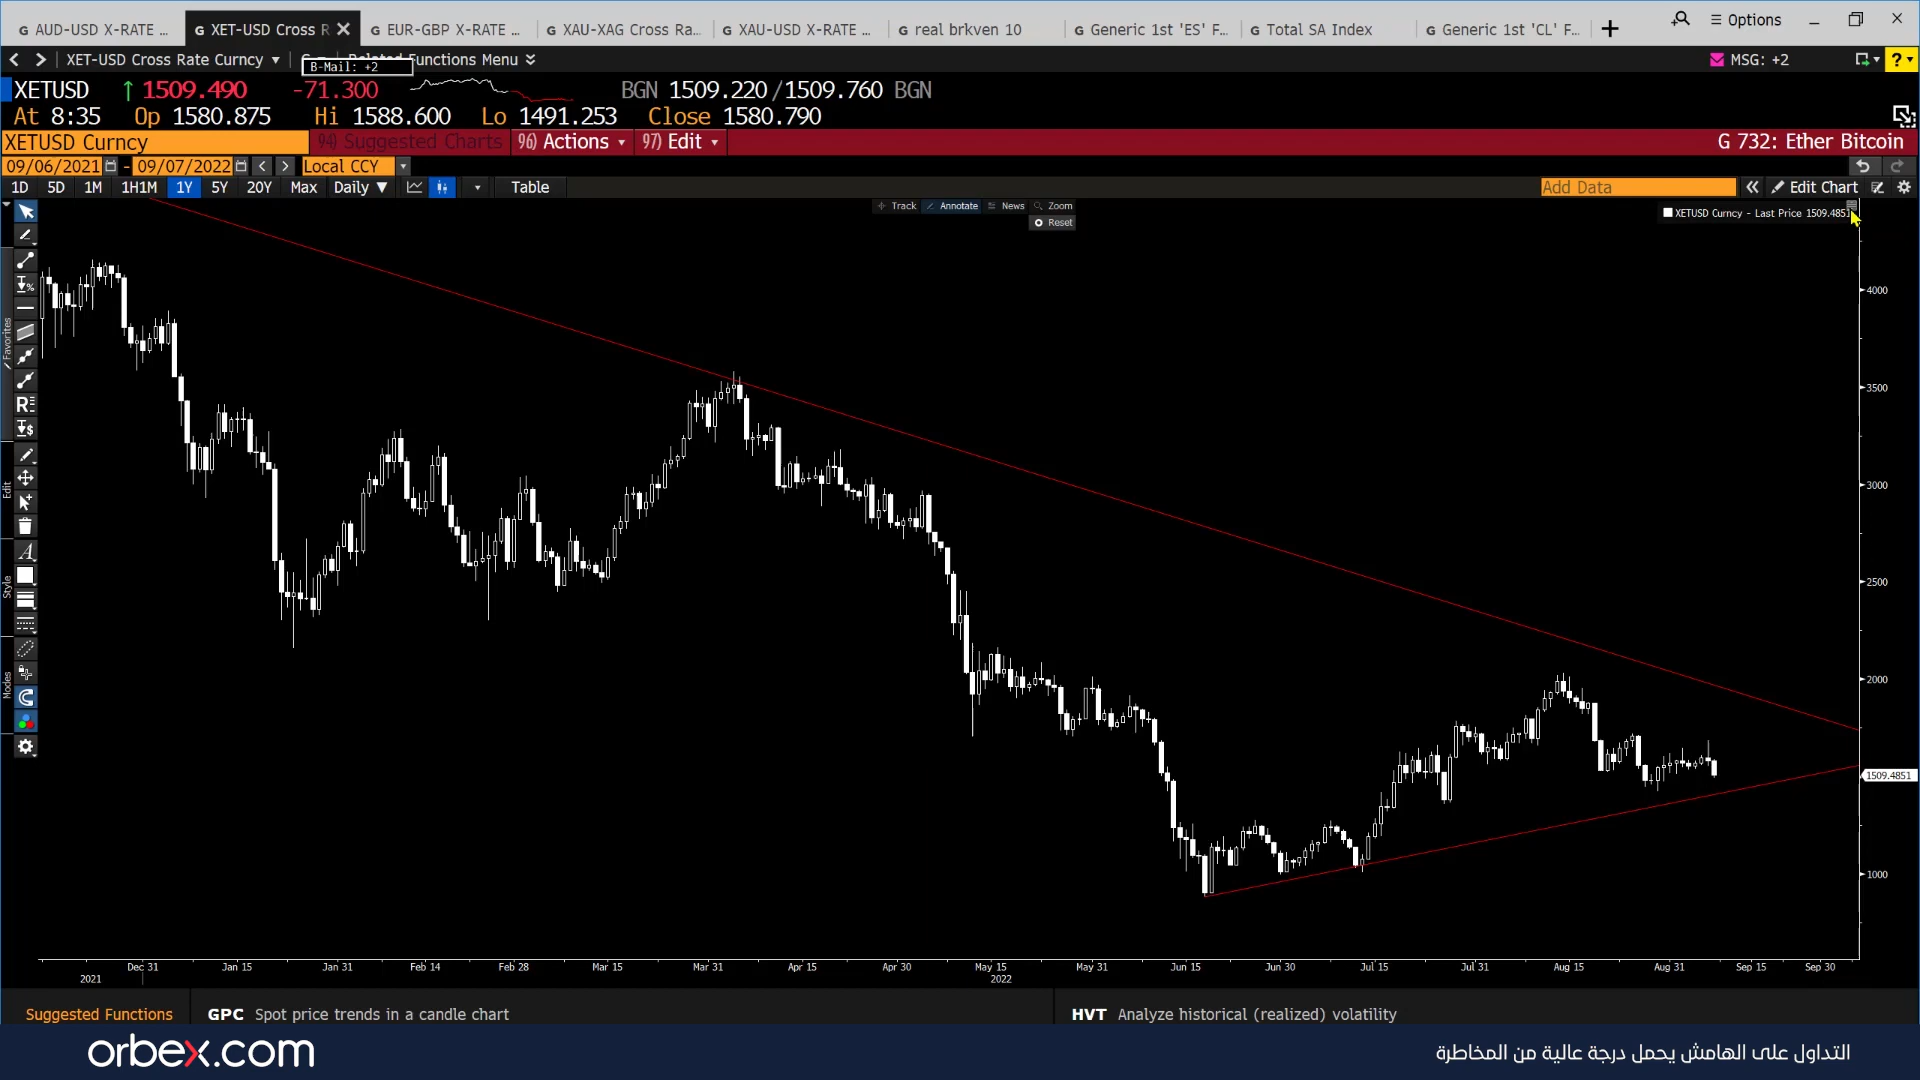 G AUD-USD X-RATE ... G XET-USD Cross R G EUR-GBP X-RATE ... G XAU-XAG Cross Ra... G XAU-USD X-RATE ... G real brkven 10 G Generic 1st 'ES' F... G Total SA Index G Generic 1st 'CL' F... Options
XET-USD Cross Rate Curncy Related Functions Menu MSG: +2 ?
B-Mail: +2
XETUSD 1509.490 -71.300 BGN 1509.220/1509.760 BGN
At 8:35 Op 1580.875 Hi 1588.600 Lo 1491.253 Close 1580.790
XETUSD Curncy 94) Suggested Charts 96) Actions 97) Edit G 732: Ether Bitcoin
09/06/2021 - 09/07/2022 Local CCY
1D 5D 1M 1H1M 1Y 5Y 20Y Max Daily Table Add Data Edit Chart
Track Annotate News Zoom
Reset
XETUSD Curncy - Last Price 1509.4851
Favorites
Edit
Style
Modes
4000
3500
3000
2500
2000
1509.4851
1000
Dec 31 Jan 15 Jan 31 Feb 14 Feb 28 Mar 15 Mar 31 Apr 15 Apr 30 May 15 May 31 Jun 15 Jun 30 Jul 15 Jul 31 Aug 15 Aug 31 Sep 15 Sep 30
2021 2022
Suggested Functions GPC Spot price trends in a candle chart HVT Analyze historical (realized) volatility
orbex.com
التداول على الهامش يحمل درجة عالية من المخاطرة